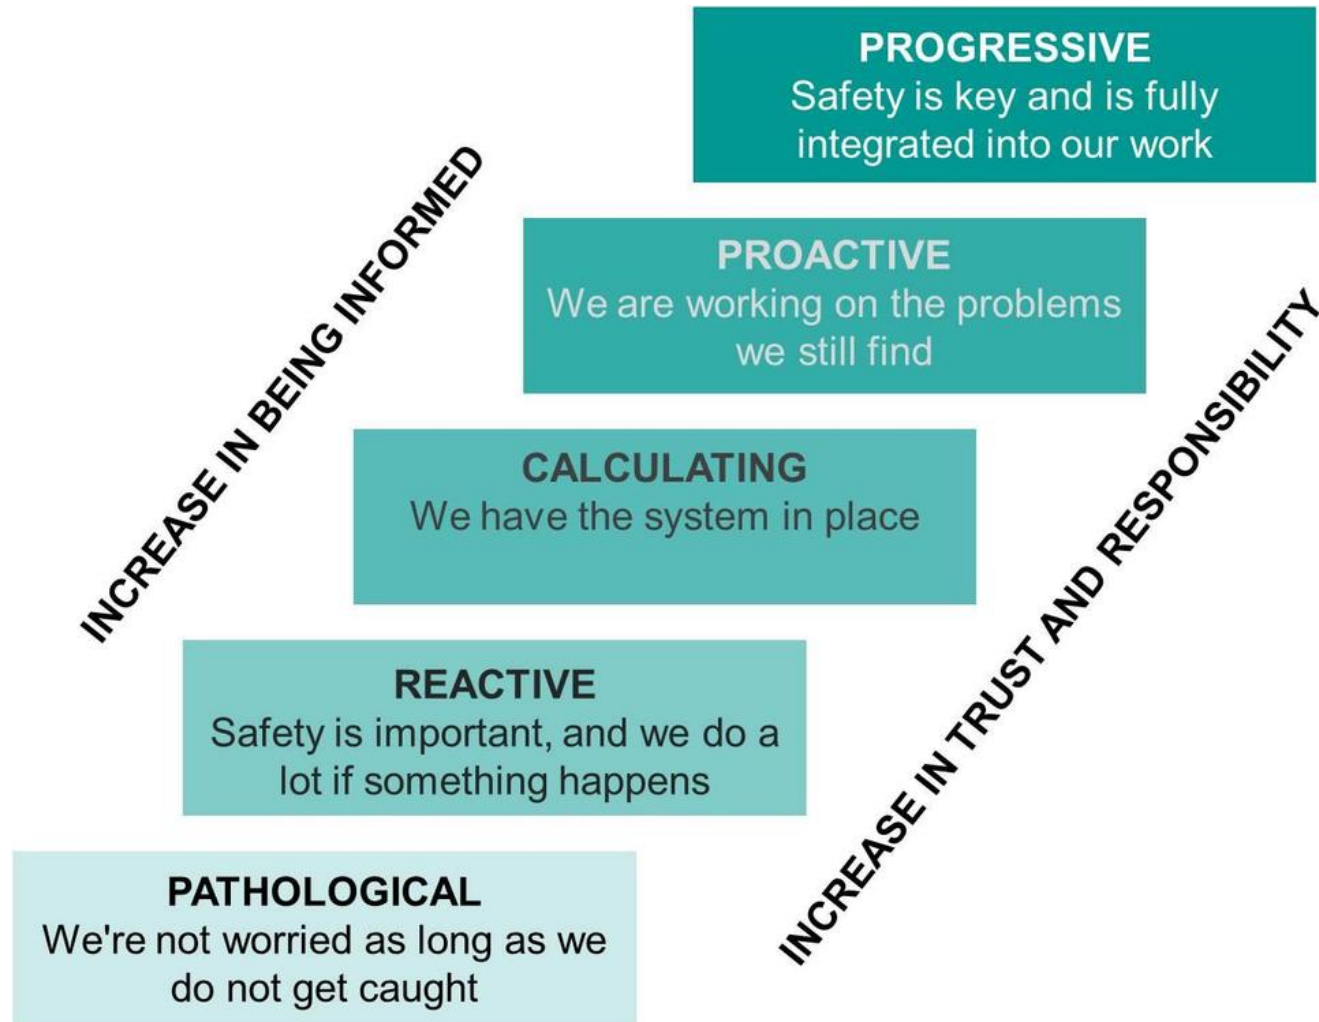 PROGRESSIVE
Safety is key and is fully
integrated into our work
INCREASE IN BEING INFORMED
PROACTIVE
We are working on the problems
we still find
CALCULATING
We have the system in place
INCREASE IN TRUST AND RESPONSIBILITY
REACTIVE
Safety is important, and we do a
lot if something happens
PATHOLOGICAL
We're not worried as long as we
do not get caught